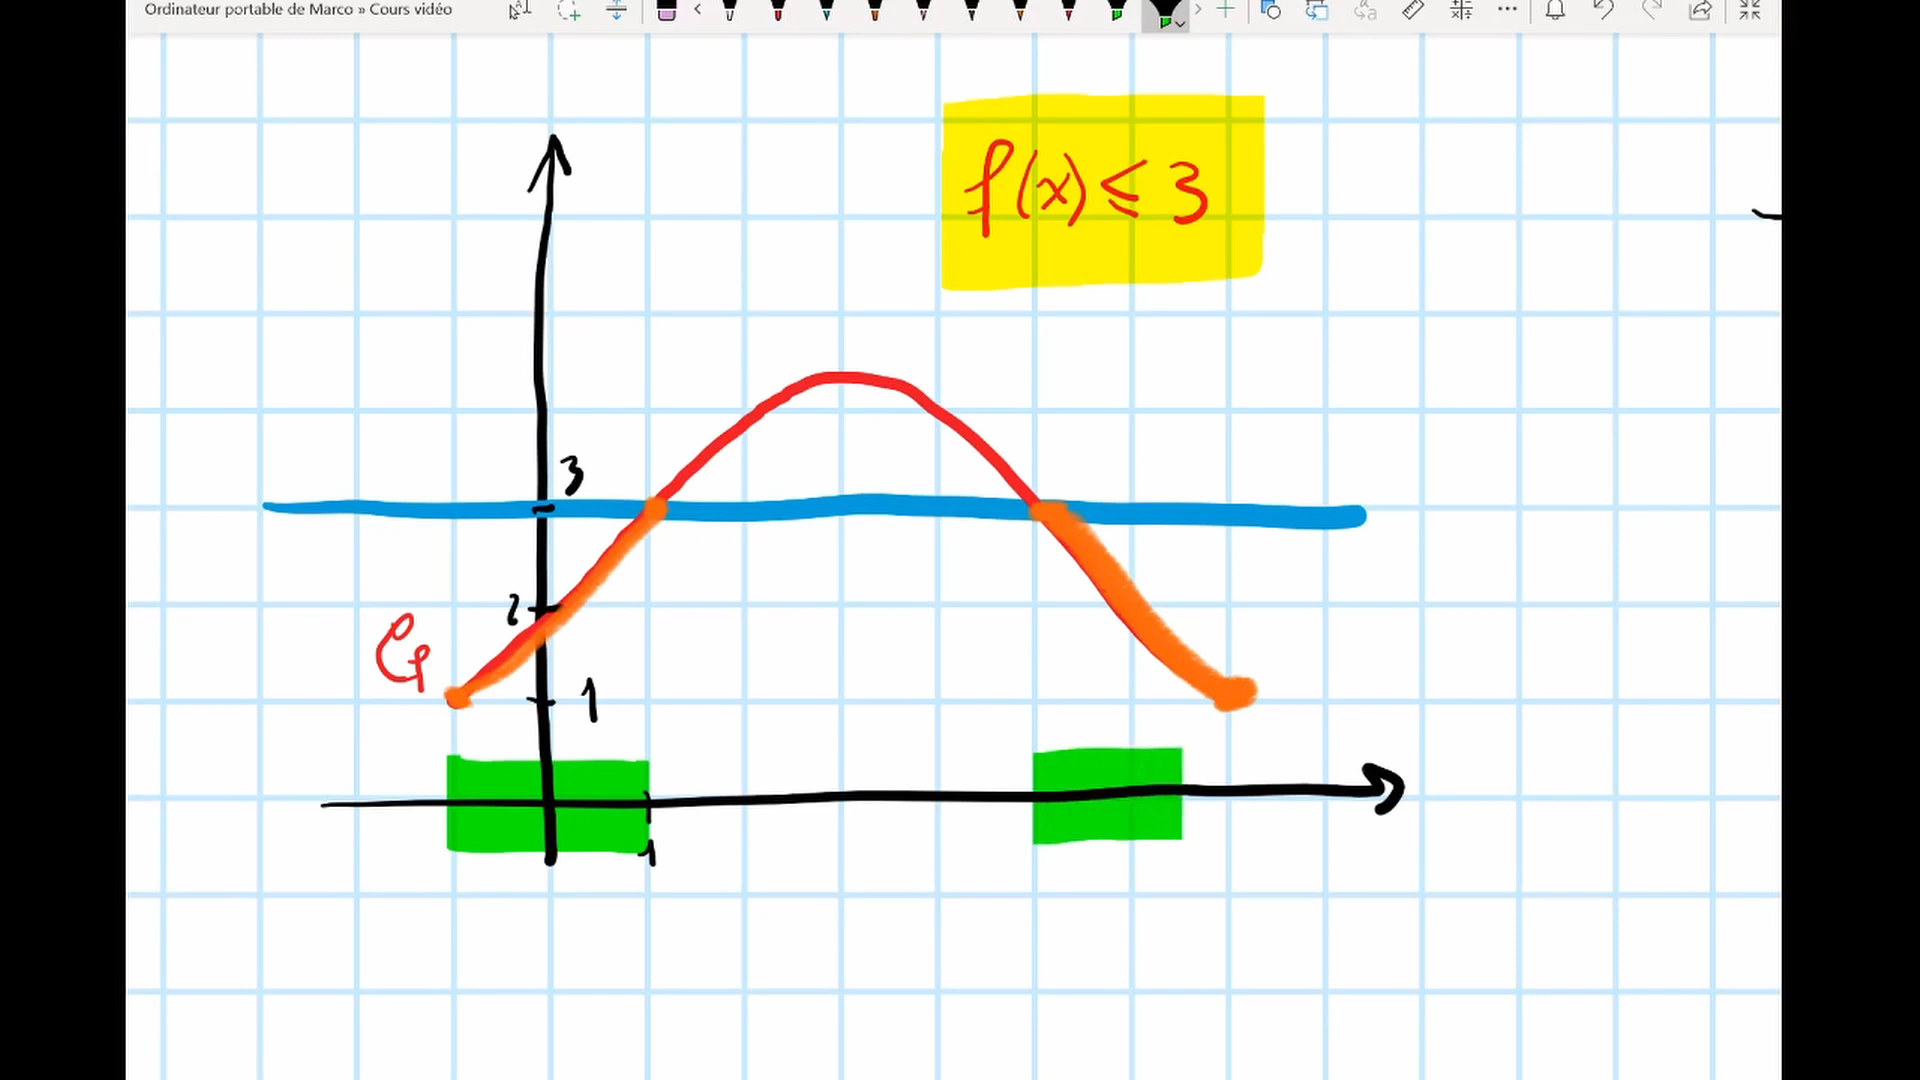 Ordinateur portable de Marco » Cours vidéo
f(x) ≤ 3
3
2
Cf
1
1